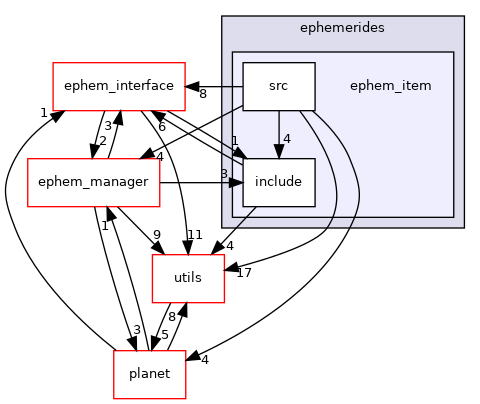 ephemerides
ephem_interface
src
ephem_item
8
1
3
2
6
1
4
4
ephem_manager
3
include
1
9
11
4
utils
17
8
3
5
4
planet